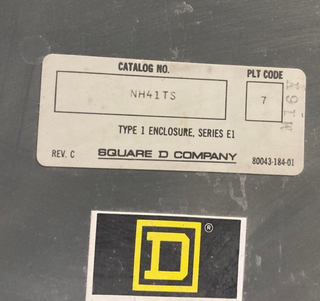 CATALOG NO.
PLT CODE
NH41TS
7
TYPE 1 ENCLOSURE, SERIES E1
REV. C
SQUARE D COMPANY
80043-184-01
D
®